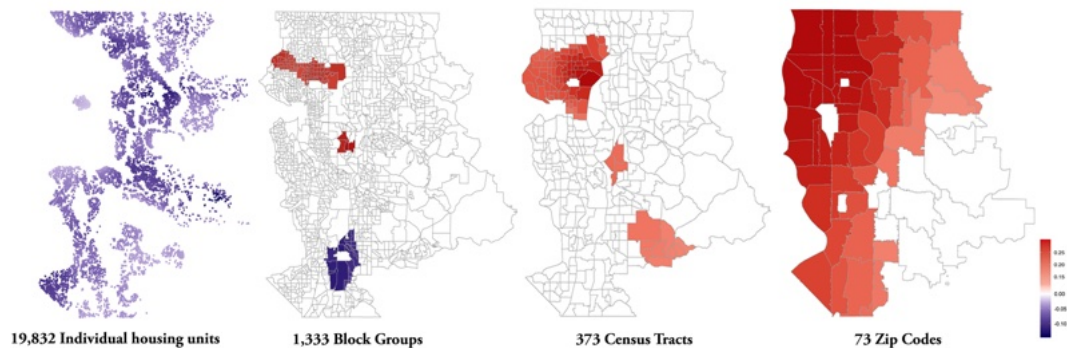 0.25
0.20
0.15
0.10
0.05
0.00
-0.05
-0.10
19,832 Individual housing units
1,333 Block Groups
373 Census Tracts
73 Zip Codes